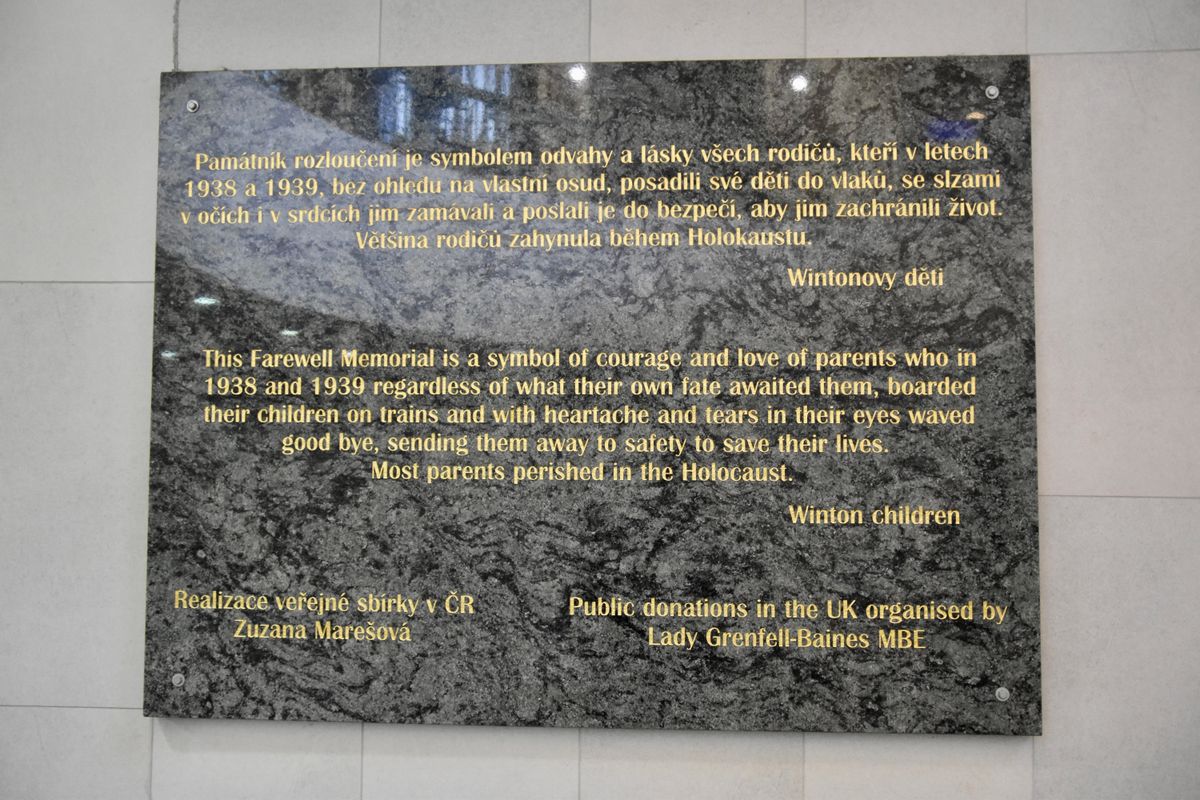 Památník rozloučení je symbolem odvahy a lásky všech rodičů, kteří v letech
1938 a 1939, bez ohledu na vlastní osud, posadili své děti do vlaků, se slzami
v očích i v srdcích jim zamávali a poslali je do bezpečí, aby jim zachránili život.
Většina rodičů zahynula během Holokaustu.
Wintonovy děti
This Farewell Memorial is a symbol of courage and love of parents who in
1938 and 1939 regardless of what their own fate awaited them, boarded
their children on trains and with heartache and tears in their eyes waved
good bye, sending them away to safety to save their lives.
Most parents perished in the Holocaust.
Winton children
Realizace veřejné sbírky v ČR
Zuzana Marešová
Public donations in the UK organised by
Lady Grenfell-Baines MBE